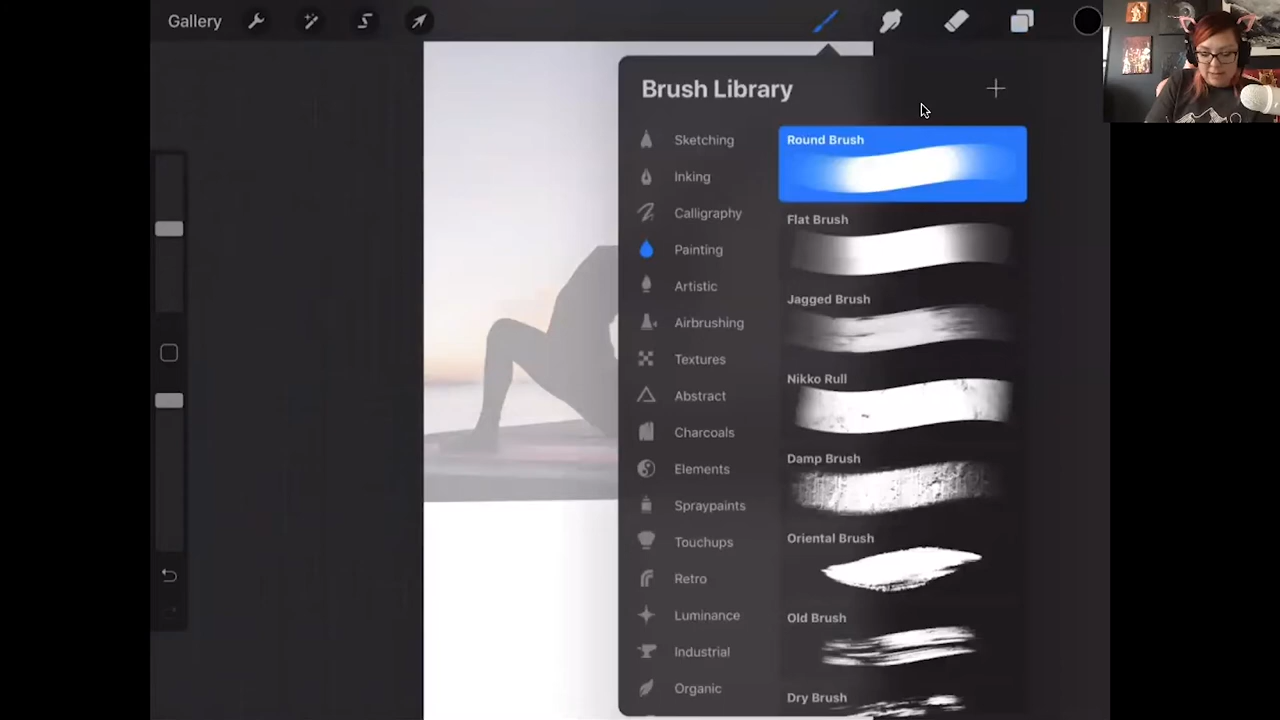 Gallery
Brush Library
Sketching
Inking
Calligraphy
Painting
Artistic
Airbrushing
Textures
Abstract
Charcoals
Elements
Spraypaints
Touchups
Retro
Luminance
Industrial
Organic
Round Brush
Flat Brush
Jagged Brush
Nikko Rull
Damp Brush
Oriental Brush
Old Brush
Dry Brush